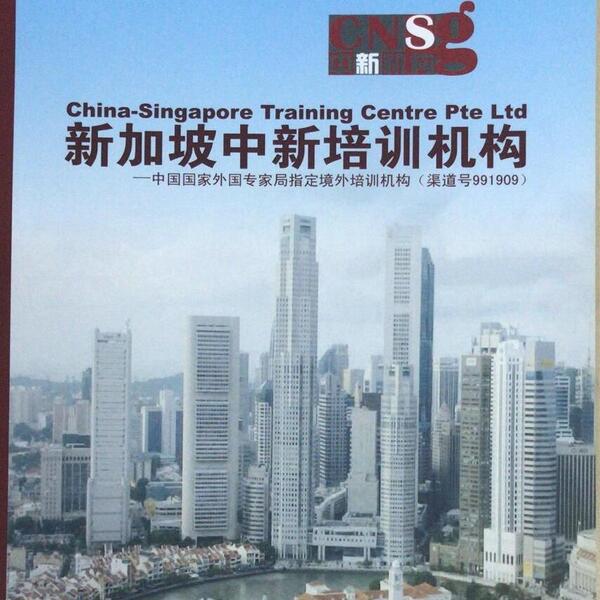 CNSg
中新机构
China-Singapore Training Centre Pte Ltd
新加坡中新培训机构
—中国国家外国专家局指定境外培训机构（渠道号991909）